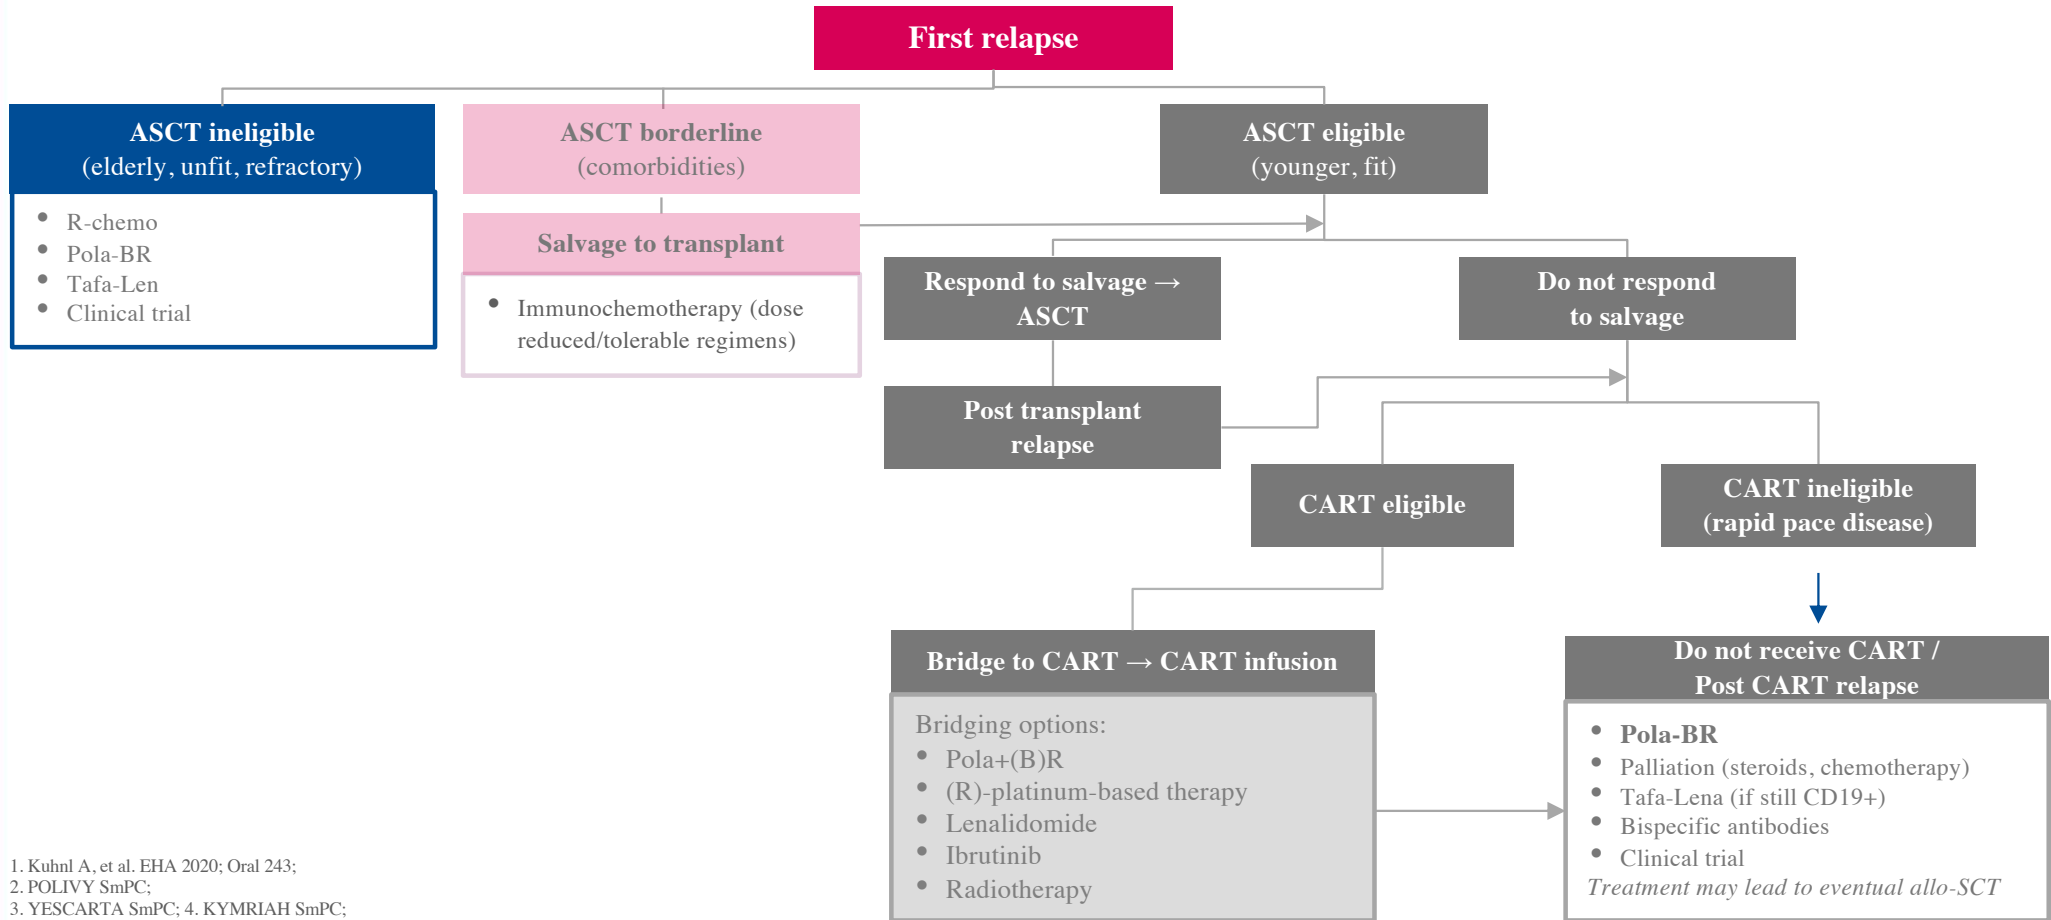 First relapse
ASCT ineligible
(elderly, unfit, refractory)
• R-chemo
• Pola-BR
• Tafa-Len
• Clinical trial
ASCT borderline
(comorbidities)
Salvage to transplant
• Immunochemotherapy (dose
reduced/tolerable regimens)
ASCT eligible
(younger, fit)
Respond to salvage →
ASCT
Do not respond
to salvage
Post transplant
relapse
CART eligible
CART ineligible
(rapid pace disease)
Bridge to CART → CART infusion
Bridging options:
• Pola+(B)R
• (R)-platinum-based therapy
• Lenalidomide
• Ibrutinib
• Radiotherapy
Do not receive CART /
Post CART relapse
• Pola-BR
• Palliation (steroids, chemotherapy)
• Tafa-Lena (if still CD19+)
• Bispecific antibodies
• Clinical trial
Treatment may lead to eventual allo-SCT
1. Kuhnl A, et al. EHA 2020; Oral 243;
2. POLIVY SmPC;
3. YESCARTA SmPC; 4. KYMRIAH SmPC;